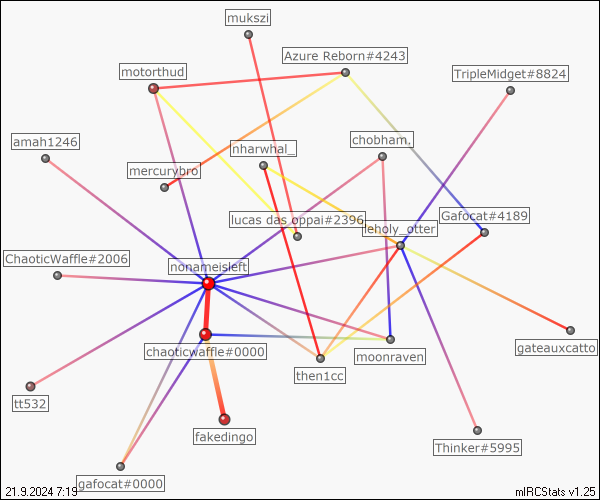 mukszi
Azure Reborn#4243
motorthud
TripleMidget#8824
amah1246
chobham.
nharwhal_.
mercurybro
lucas das oppai#2396
Gafocat#4189
leholy_otter
ChaoticWaffle#2006
nonameisleft
chaoticwaffle#0000
gateauxcatto
moonraven
then1cc
tt532
fakedingo
Thinker#5995
gafocat#0000
21.9.2024 7:19
mIRCStats v1.25